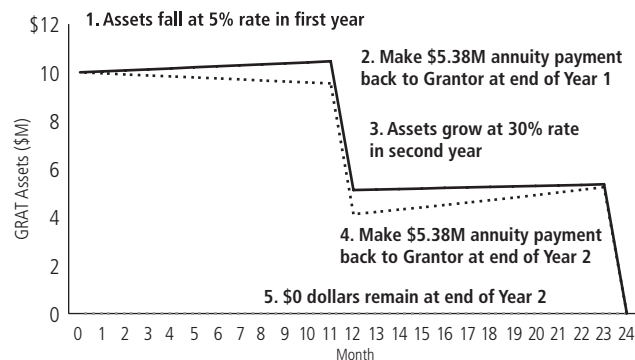 1. Assets fall at 5% rate in first year
$12
2. Make $5.38M annuity payment
back to Grantor at end of Year 1
10
3. Assets grow at 30% rate
in second year
8
6
4
4. Make $5.38M annuity payment
back to Grantor at end of Year 2
2
5. $0 dollars remain at end of Year 2
0
GRAT Assets ($M)
0 1 2 3 4 5 6 7 8 9 10 11 12 13 14 15 16 17 18 19 20 21 22 23 24
Month